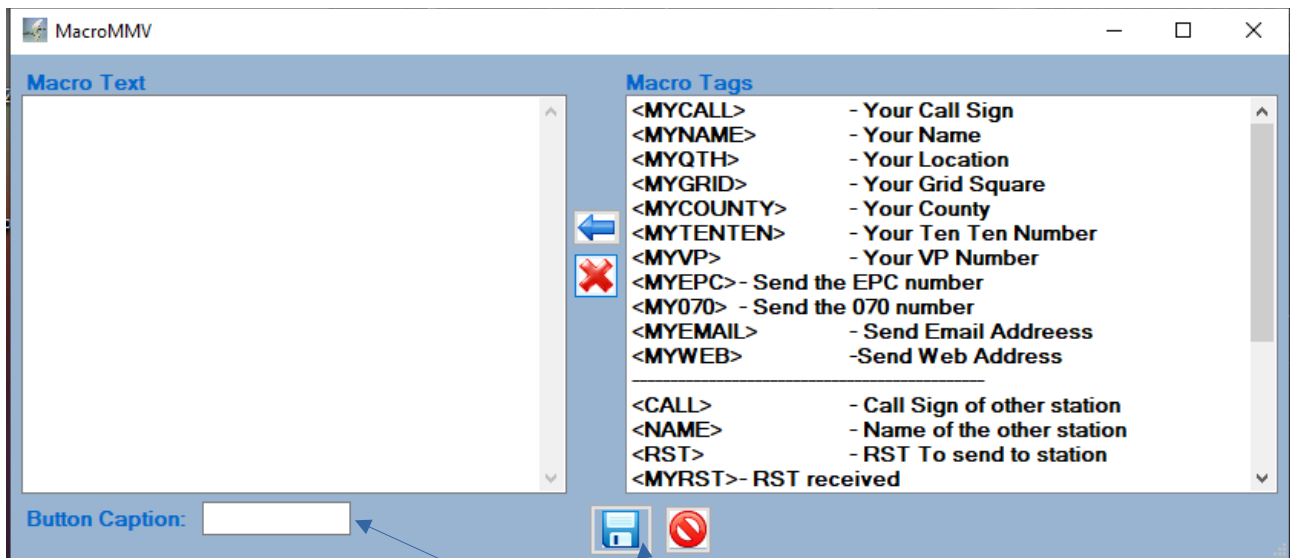 MacroMMV
Macro Text
Macro Tags
<MYCALL> - Your Call Sign
<MYNAME> - Your Name
<MYQTH> - Your Location
<MYGRID> - Your Grid Square
<MYCOUNTY> - Your County
<MYTENTEN> - Your Ten Ten Number
<MYVP> - Your VP Number
<MYEPC>- Send the EPC number
<MY070> - Send the 070 number
<MYEMAIL> - Send Email Addreess
<MYWEB> -Send Web Address
------------------------------------------------
<CALL> - Call Sign of other station
<NAME> - Name of the other station
<RST> - RST To send to station
<MYRST>- RST received
Button Caption: